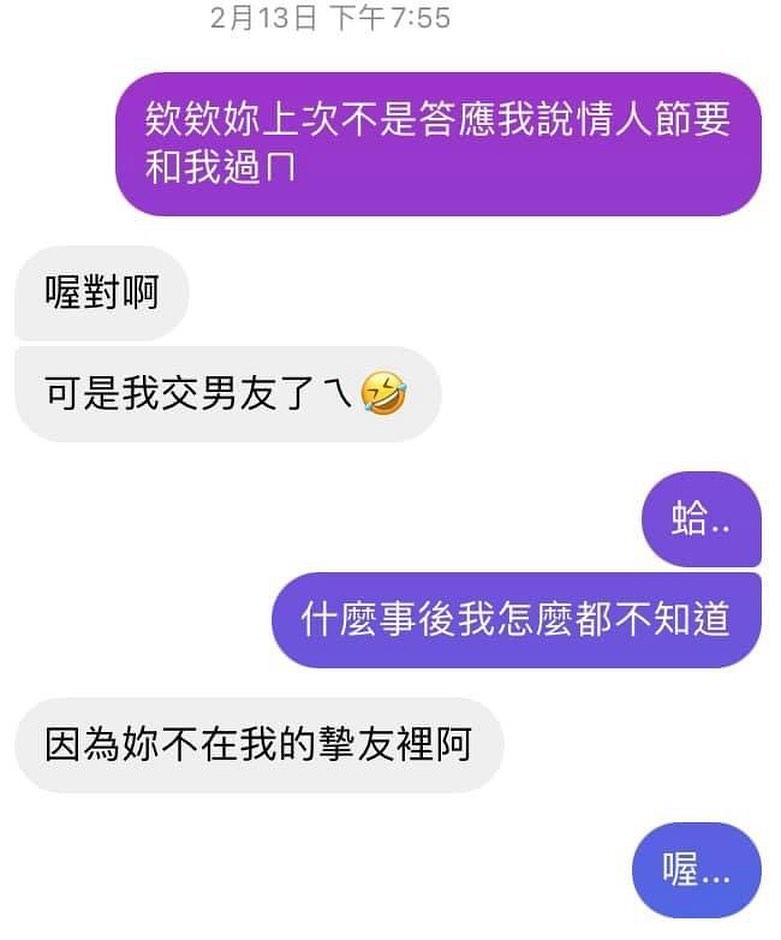 2月13日 下午7:55
欸欸妳上次不是答應我說情人節要
和我過ㄇ
喔對啊
可是我交男友了ㄟ🤣
蛤..
什麼事後我怎麼都不知道
因為妳不在我的摯友裡阿
喔...